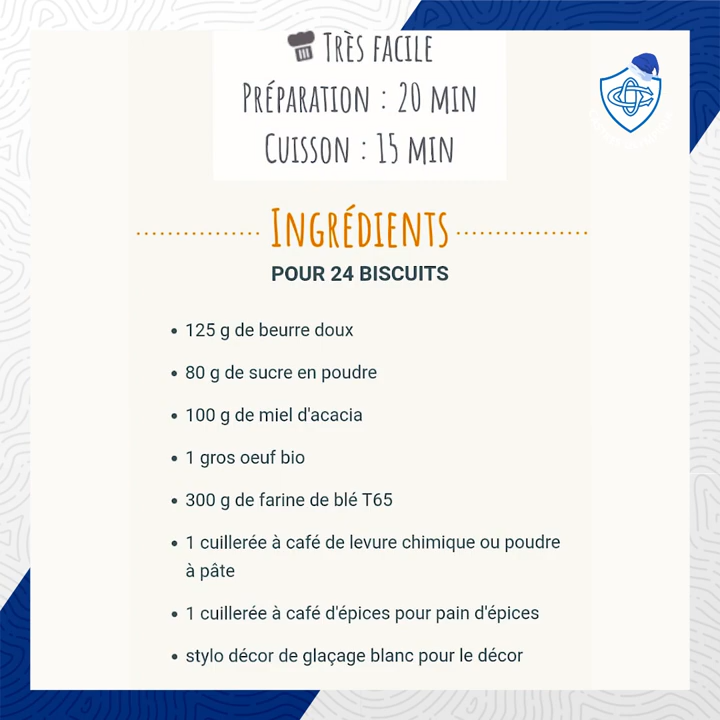 Très facile
Préparation : 20 min
Cuisson : 15 min
Ingrédients
POUR 24 BISCUITS
• 125 g de beurre doux
• 80 g de sucre en poudre
• 100 g de miel d'acacia
• 1 gros oeuf bio
• 300 g de farine de blé T65
• 1 cuillerée à café de levure chimique ou poudre
à pâte
• 1 cuillerée à café d'épices pour pain d'épices
• stylo décor de glaçage blanc pour le décor